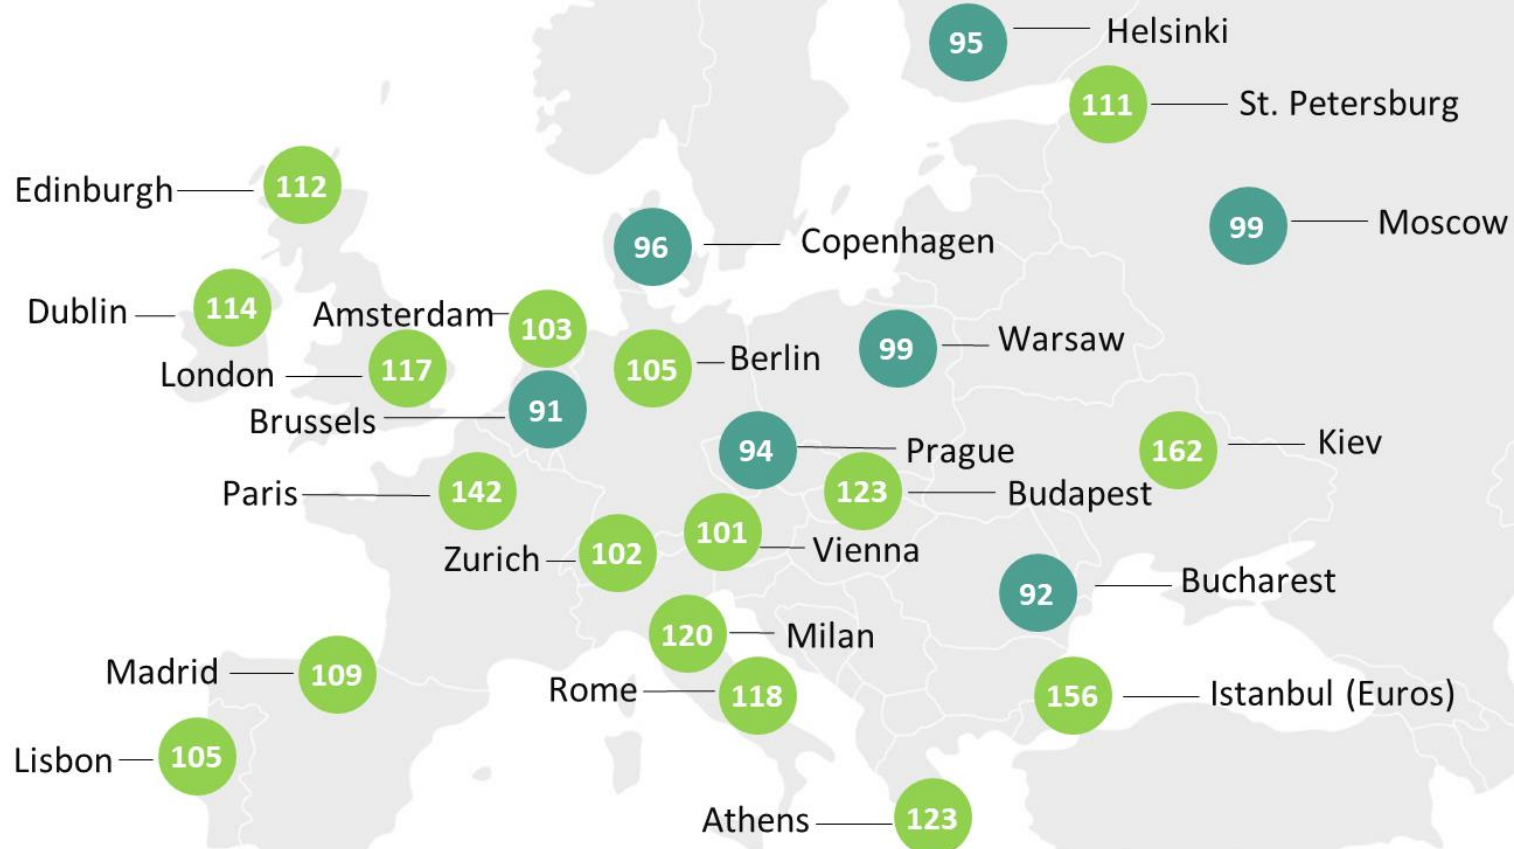 95 Helsinki
111 St. Petersburg
Edinburgh 112
99 Moscow
96 Copenhagen
Dublin 114
Amsterdam 103
99 Warsaw
London 117
105 Berlin
Brussels 91
94 Prague
162 Kiev
Paris 142
123 Budapest
Zurich 102
101 Vienna
92 Bucharest
120 Milan
Madrid 109
Rome 118
156 Istanbul (Euros)
Lisbon 105
Athens 123